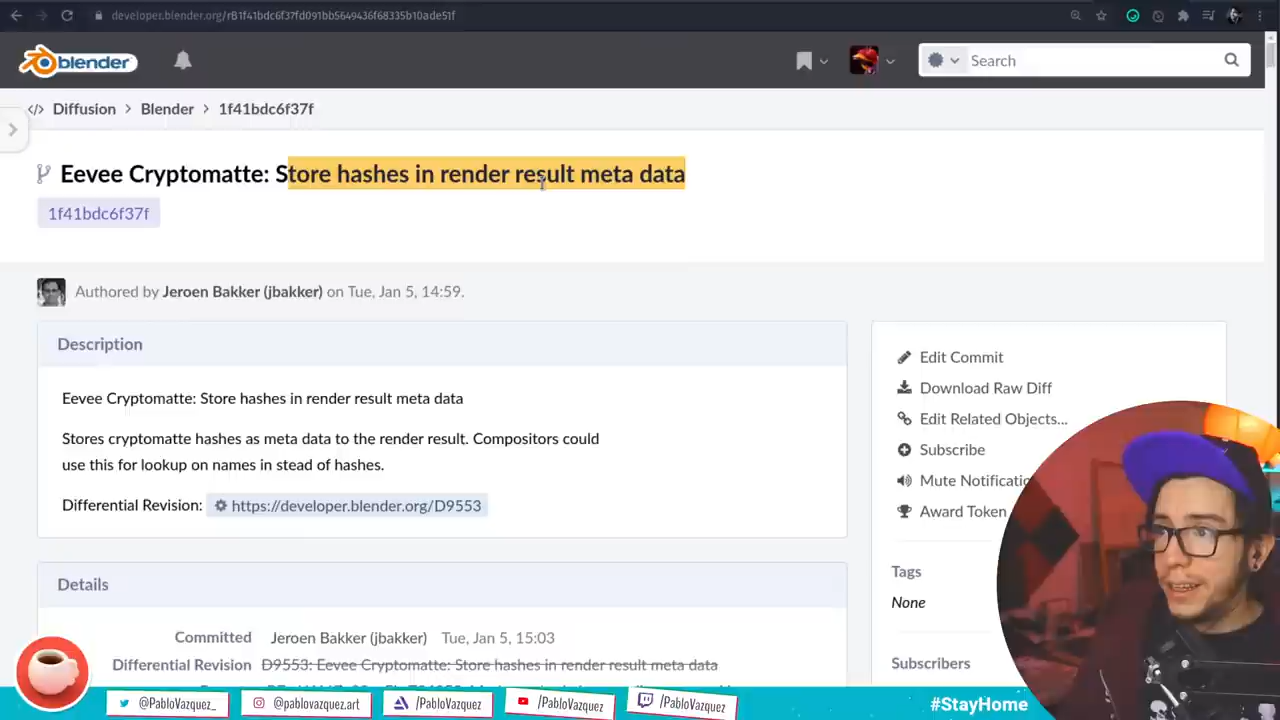 developer.blender.org/rB1f41bdc6f37fd091bb5649436f68335b10ade51f
blender
Search
Diffusion > Blender > 1f41bdc6f37f
Eevee Cryptomatte: Store hashes in render result meta data
1f41bdc6f37f
Authored by Jeroen Bakker (jbakker) on Tue, Jan 5, 14:59.
Description
Eevee Cryptomatte: Store hashes in render result meta data
Stores cryptomatte hashes as meta data to the render result. Compositors could
use this for lookup on names in stead of hashes.
Differential Revision: https://developer.blender.org/D9553
Details
Committed Jeroen Bakker (jbakker) Tue, Jan 5, 15:03
Differential Revision D9553: Eevee Cryptomatte: Store hashes in render result meta data
Edit Commit
Download Raw Diff
Edit Related Objects...
Subscribe
Mute Notificatio
Award Token
Tags
None
Subscribers
@PabloVazquez_
@pablovazquez.art
/PabloVazquez
/PabloVazquez
/PabloVazquez
#StayHome